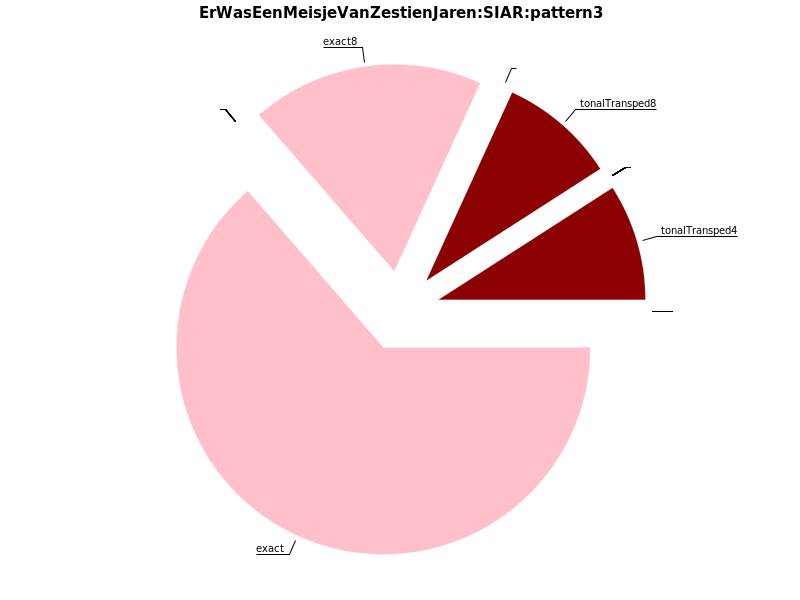 ErWasEenMeisjeVanZestienJaren:SIAR:pattern3
exact8
tonalTransped8
tonalTransped4
exact